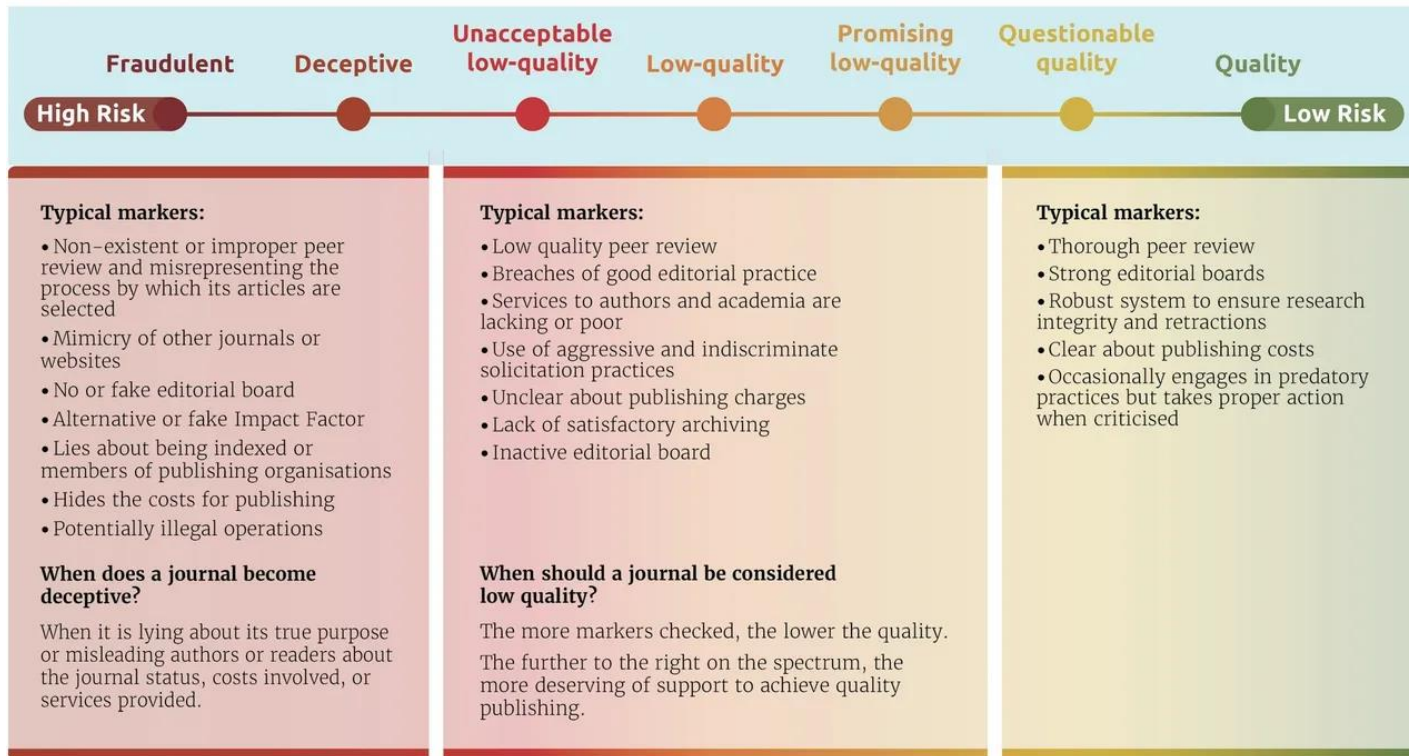 Fraudulent
Deceptive
Unacceptable
low-quality
Low-quality
Promising
low-quality
Questionable
quality
Quality
High Risk
Low Risk
Typical markers:
• Non-existent or improper peer
review and misrepresenting the
process by which its articles are
selected
• Mimicry of other journals or
websites
• No or fake editorial board
• Alternative or fake Impact Factor
• Lies about being indexed or
members of publishing organisations
• Hides the costs for publishing
• Potentially illegal operations
When does a journal become
deceptive?
When it is lying about its true purpose
or misleading authors or readers about
the journal status, costs involved, or
services provided.
Typical markers:
• Low quality peer review
• Breaches of good editorial practice
• Services to authors and academia are
lacking or poor
• Use of aggressive and indiscriminate
solicitation practices
• Unclear about publishing charges
• Lack of satisfactory archiving
• Inactive editorial board
When should a journal be considered
low quality?
The more markers checked, the lower the quality.
The further to the right on the spectrum, the
more deserving of support to achieve quality
publishing.
Typical markers:
• Thorough peer review
• Strong editorial boards
• Robust system to ensure research
integrity and retractions
• Clear about publishing costs
• Occasionally engages in predatory
practices but takes proper action
when criticised